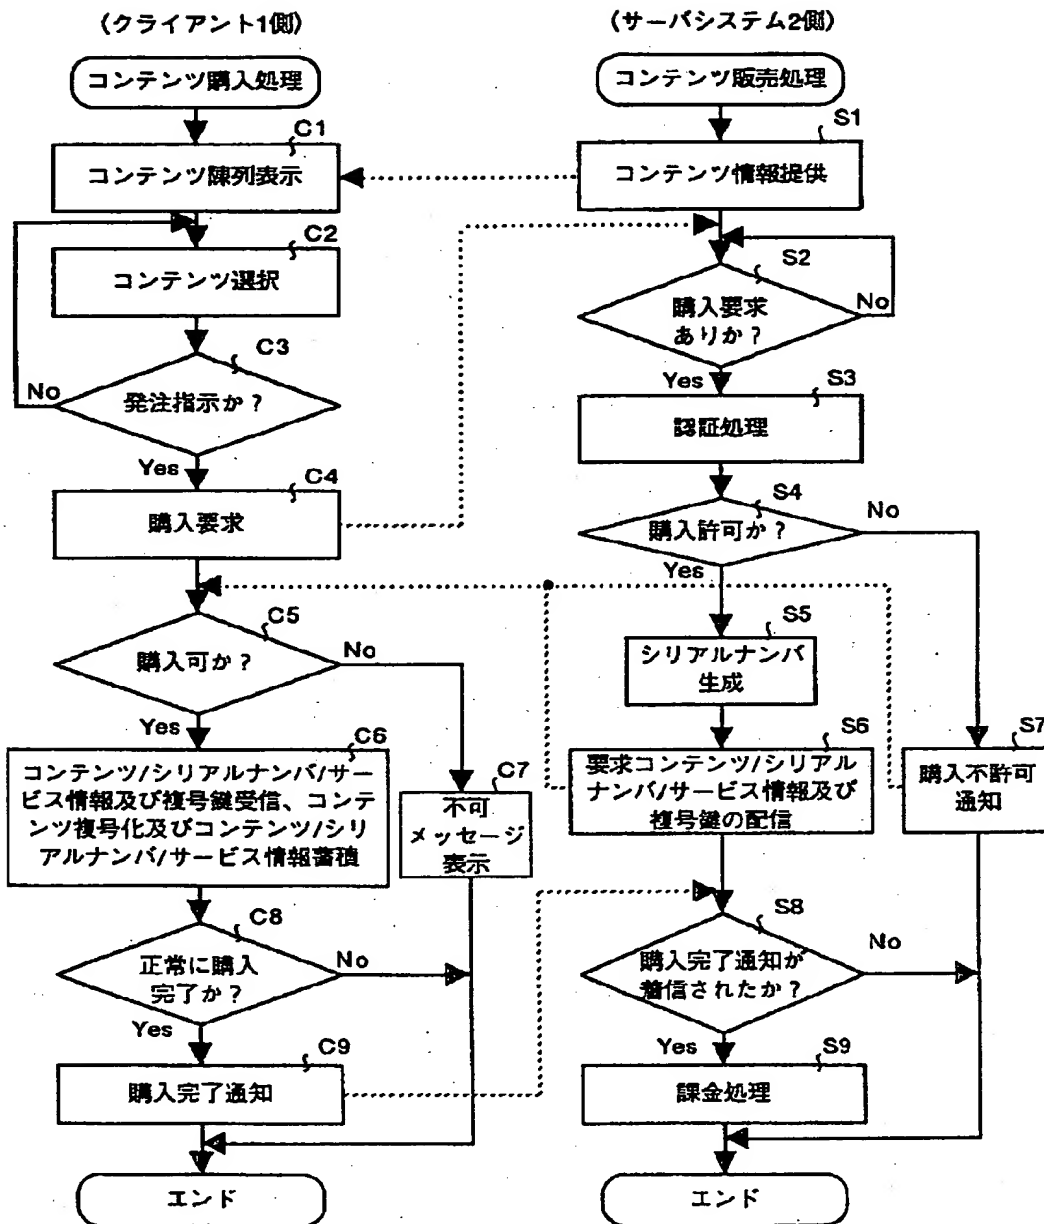 (クライアント1側)
コンテンツ購入処理
C1
コンテンツ陳列表示
C2
コンテンツ選択
C3
No
発注指示か?
Yes
C4
購入要求
C5
No
購入可か?
Yes
C6
コンテンツ/シリアルナンバ/サー
ビス情報及び複号鍵受信、コンテ
ンツ複号化及びコンテンツ/シリ
アルナンバ/サービス情報蓄積
C7
不可
メッセージ
表示
C8
正常に購入
完了か?
No
Yes
C9
購入完了通知
エンド
(サーバシステム2側)
コンテンツ販売処理
S1
コンテンツ情報提供
S2
購入要求
ありか?
No
Yes
S3
認証処理
S4
No
購入許可か?
Yes
S5
シリアルナンバ
生成
S6
要求コンテンツ/シリアル
ナンバ/サービス情報及び
複号鍵の配信
S7
購入不許可
通知
S8
No
購入完了通知が
着信されたか?
Yes
S9
課金処理
エンド